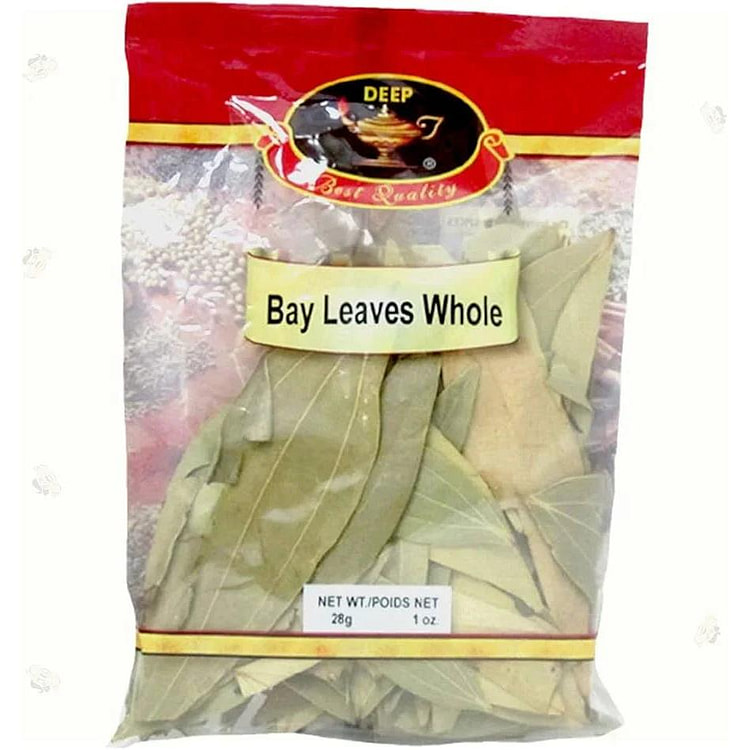 DEEP
®
Best Quality
Bay Leaves Whole
NET WT./POIDS NET
28g 1 oz.